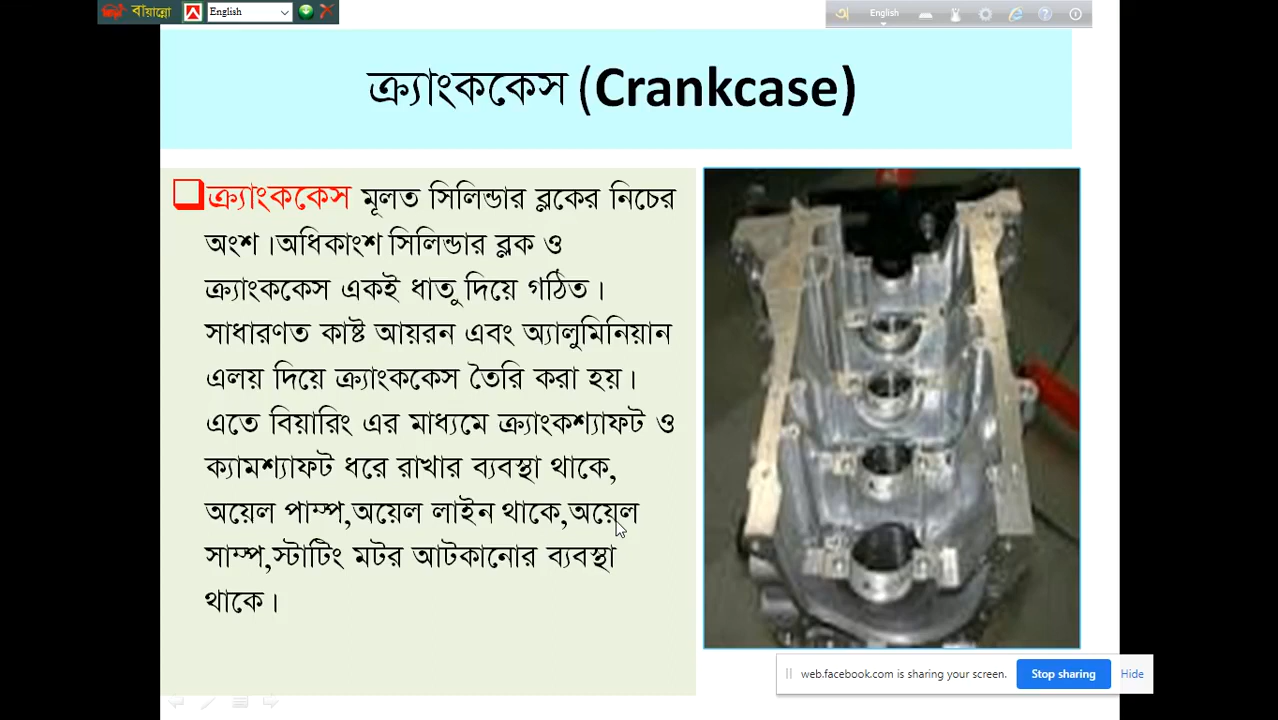 বায়ান্নো
English
English
ক্র্যাংককেস (Crankcase)
ক্র্যাংককেস মূলত সিলিন্ডার ব্লকের নিচের
অংশ।অধিকাংশ সিলিন্ডার ব্লক ও
ক্র্যাংককেস একই ধাতু দিয়ে গঠিত।
সাধারণত কাষ্ট আয়রন এবং অ্যালুমিনিয়ান
এলয় দিয়ে ক্র্যাংককেস তৈরি করা হয়।
এতে বিয়ারিং এর মাধ্যমে ক্র্যাংকশ্যাফট ও
ক্যামশ্যাফট ধরে রাখার ব্যবস্থা থাকে,
অয়েল পাম্প,অয়েল লাইন থাকে,অয়েল
সাম্প,স্টার্টিং মটর আটকানোর ব্যবস্থা
থাকে।
web.facebook.com is sharing your screen.
Stop sharing
Hide